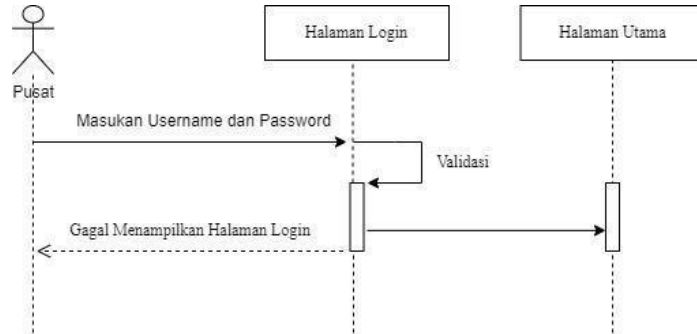 Halaman Login
Halaman Utama
Pusat
Masukan Username dan Password
Validasi
Gagal Menampilkan Halaman Login